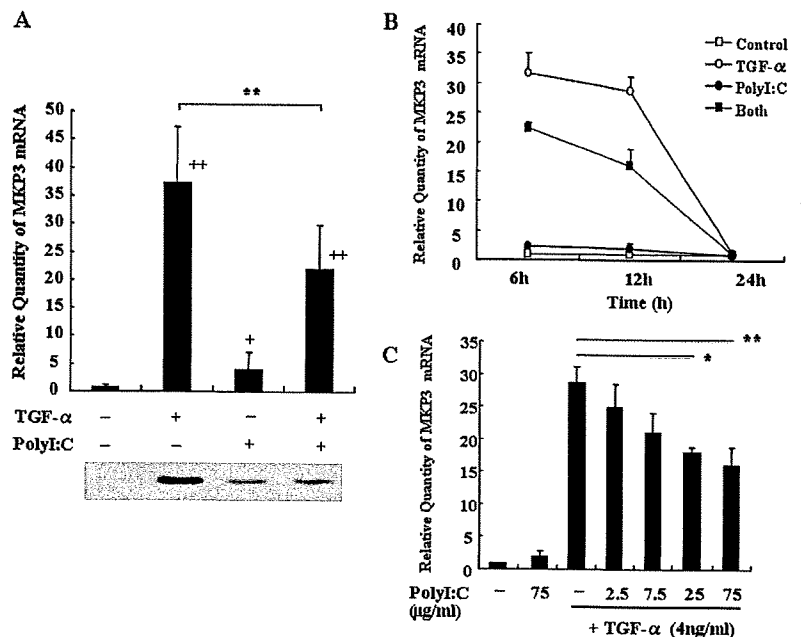 A
Relative Quantity of MKP3 mRNA
50
45
40
35
30
25
20
15
10
5
0
**
++
+
++
TGF-α − + − +
PolyI:C − − + +
B
Relative Quantity of MKP3 mRNA
40
35
30
25
20
15
10
5
0
6h 12h 24h
Time (h)
Control
TGF-α
PolyI:C
Both
C
Relative Quantity of MKP3 mRNA
35
30
25
20
15
10
5
0
**
*
PolyI:C − 75 − 2.5 7.5 25 75
(µg/ml)
+ TGF-α (4ng/ml)